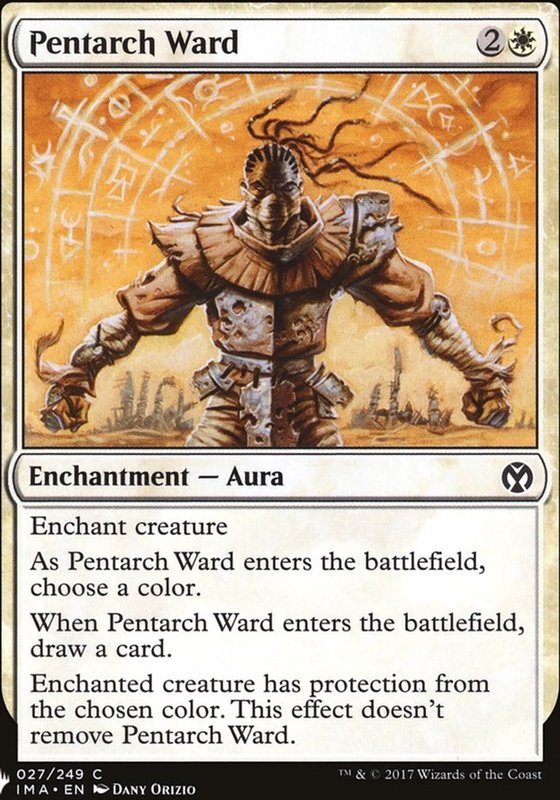 Pentarch Ward 2
Enchantment — Aura
Enchant creature
As Pentarch Ward enters the battlefield,
choose a color.
When Pentarch Ward enters the battlefield,
draw a card.
Enchanted creature has protection from
the chosen color. This effect doesn't
remove Pentarch Ward.
027/249 C
IMA • EN Dany Orizio
™ & © 2017 Wizards of the Coast